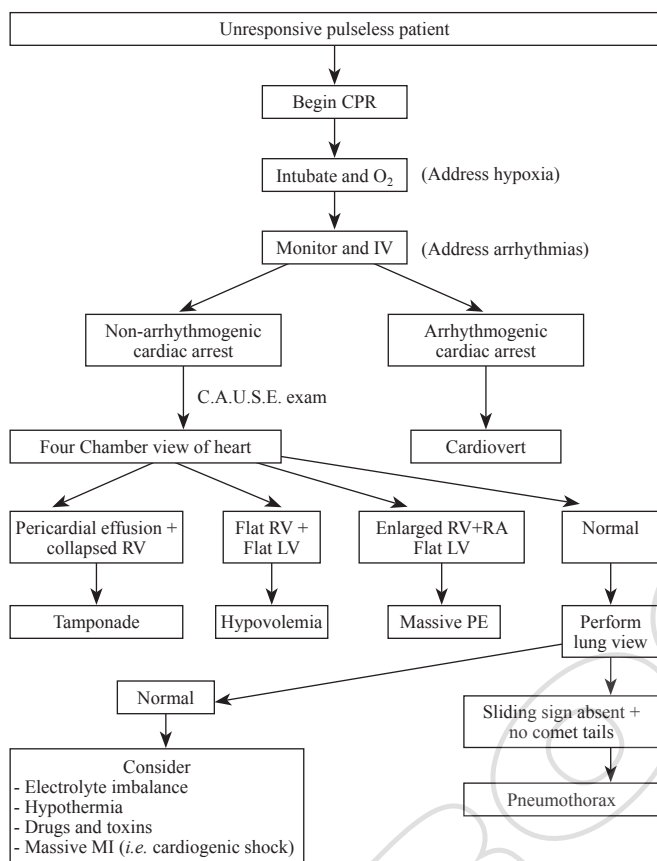 Unresponsive pulseless patient
Begin CPR
Intubate and O₂
(Address hypoxia)
Monitor and IV
(Address arrhythmias)
Non-arrhythmogenic
cardiac arrest
Arrhythmogenic
cardiac arrest
C.A.U.S.E. exam
Four Chamber view of heart
Cardiovert
Pericardial effusion +
collapsed RV
Flat RV +
Flat LV
Enlarged RV+RA
Flat LV
Normal
Tamponade
Hypovolemia
Massive PE
Perform
lung view
Normal
Sliding sign absent +
no comet tails
Consider
- Electrolyte imbalance
- Hypothermia
- Drugs and toxins
- Massive MI (i.e. cardiogenic shock)
Pneumothorax